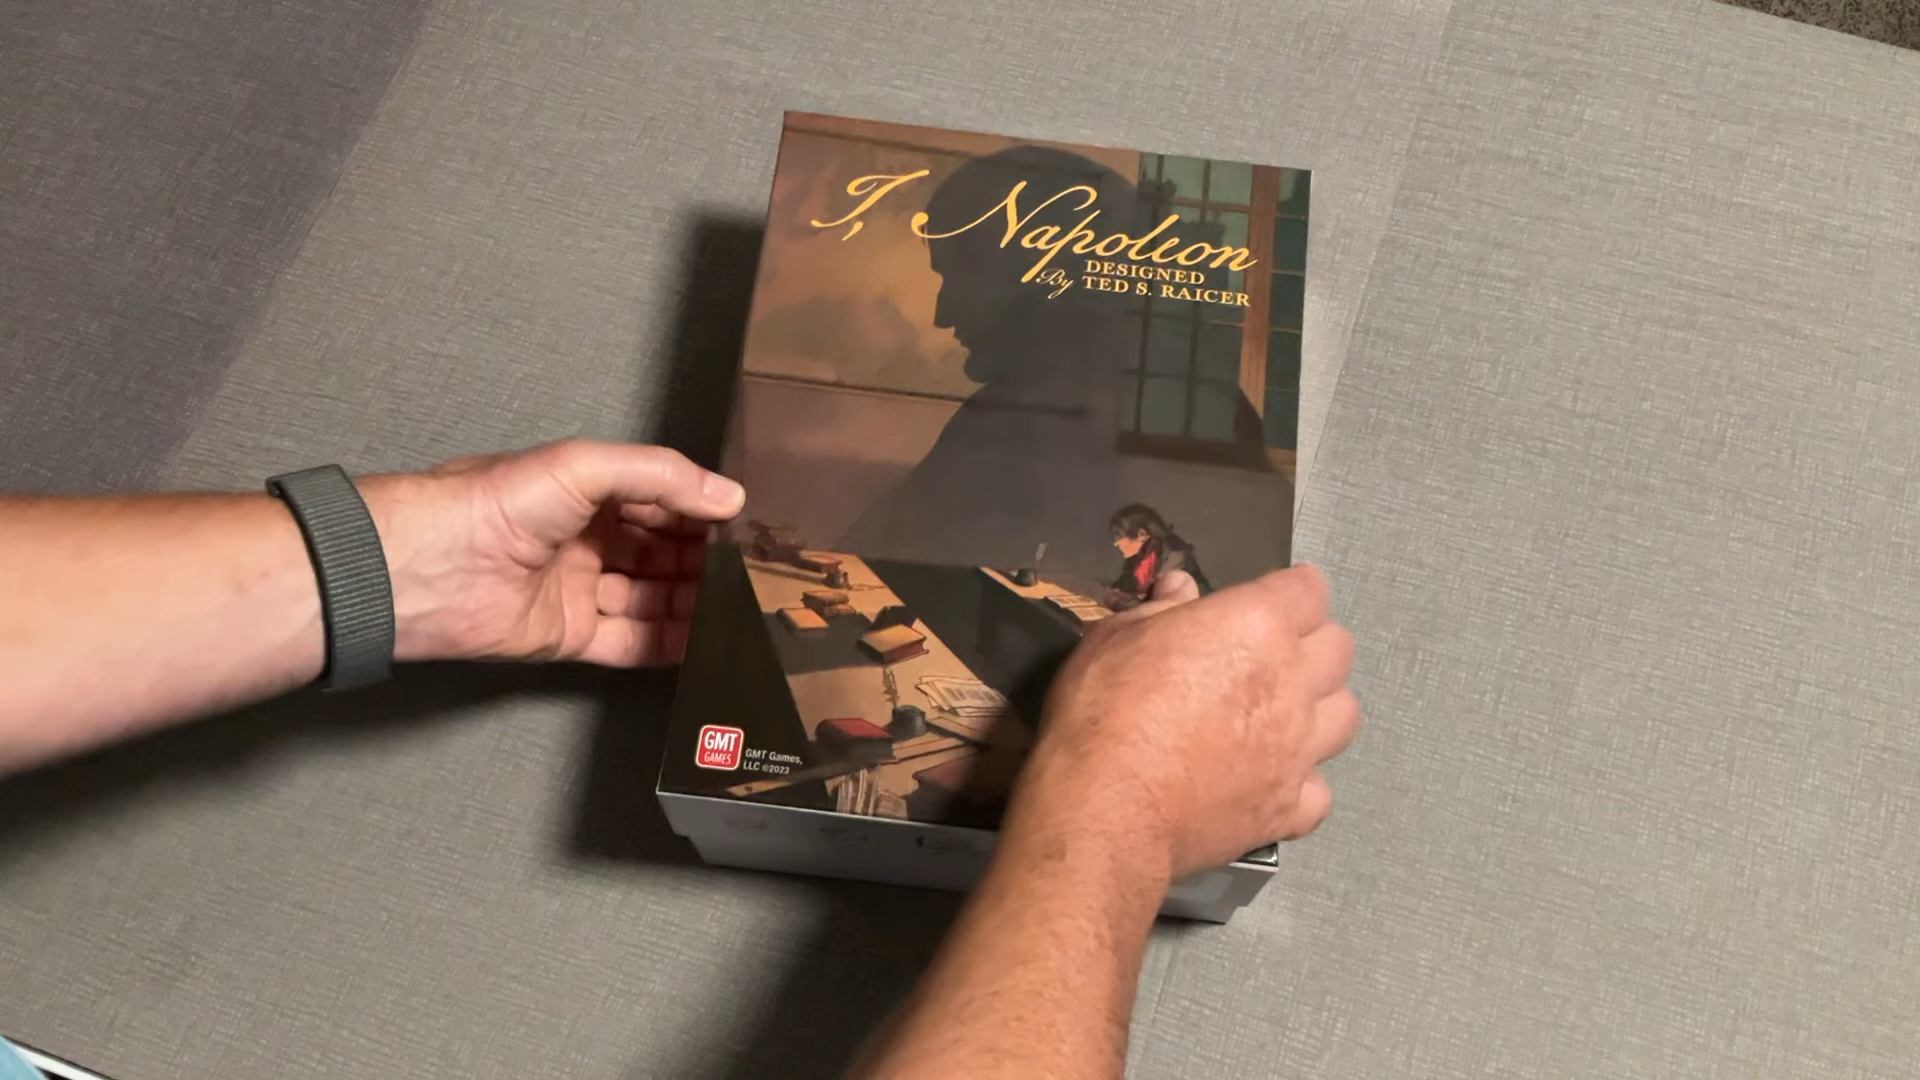 I, Napoleon
DESIGNED
By TED S. RAICER
GMT
GAMES
GMT Games,
LLC ©2023